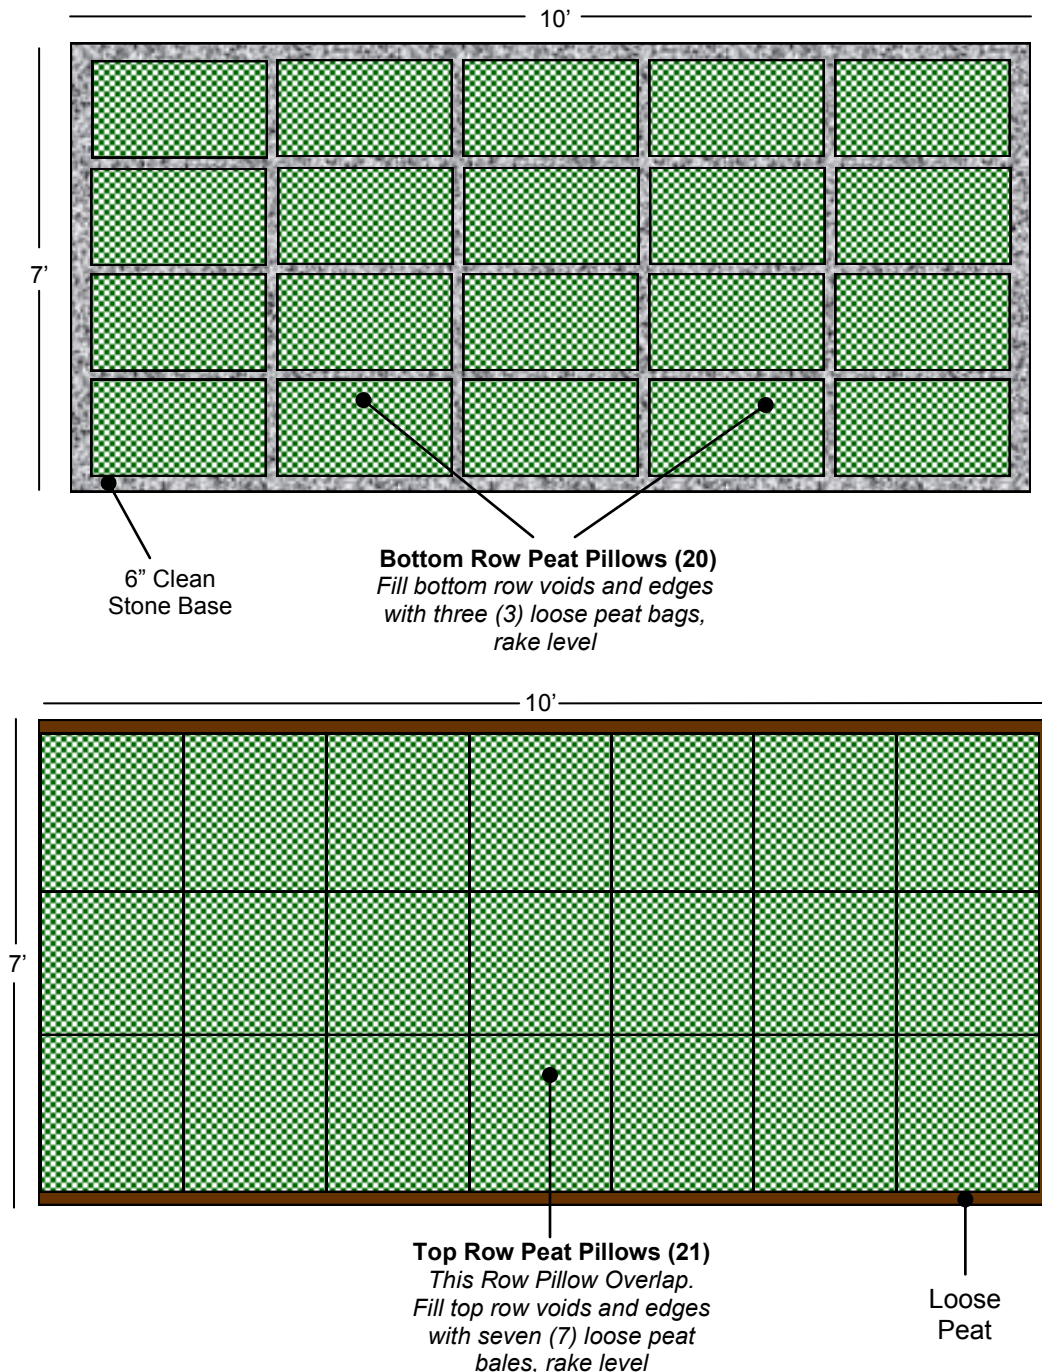 10’
7’
6” Clean
Stone Base
Bottom Row Peat Pillows (20)
Fill bottom row voids and edges
with three (3) loose peat bags,
rake level
10’
7’
Top Row Peat Pillows (21)
This Row Pillow Overlap.
Fill top row voids and edges
with seven (7) loose peat
bales, rake level
Loose
Peat